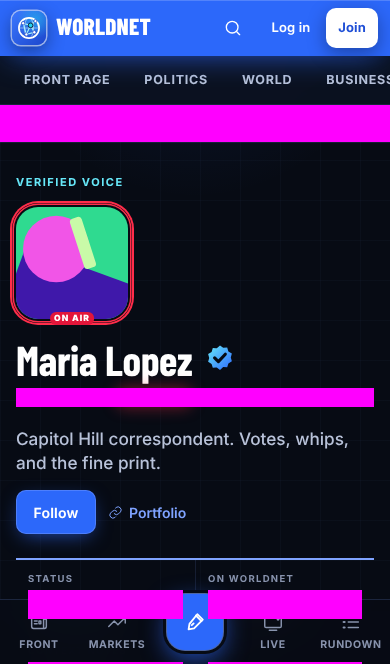 WORLDNET
Log in
Join
FRONT PAGE
POLITICS
WORLD
BUSINESS
VERIFIED VOICE
ON AIR
Maria Lopez
Capitol Hill correspondent. Votes, whips,
and the fine print.
Follow
Portfolio
STATUS
ON WORLDNET
FRONT
MARKETS
LIVE
RUNDOWN